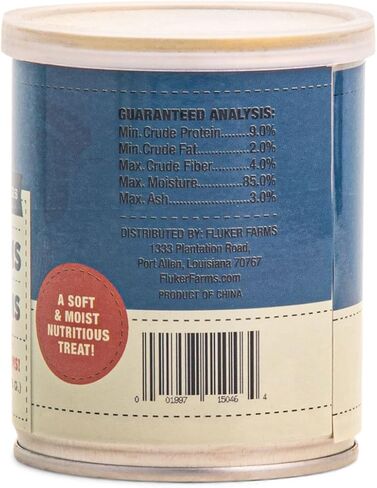 GUARANTEED ANALYSIS:
Min.Crude Protein........9.0%
Min.Crude Fat..............2.0%
Max.Crude Fiber..........4.0%
Max. Moisture............85.0%
Max. Ash.....................3.0%
DISTRIBUTED BY: FLUKER FARMS
1333 Plantation Road,
Port Allen, Louisiana 70767
FlukerFarms.com
PRODUCT OF CHINA
A SOFT
& MOIST
NUTRITIOUS
TREAT!
0 01997 15046 4